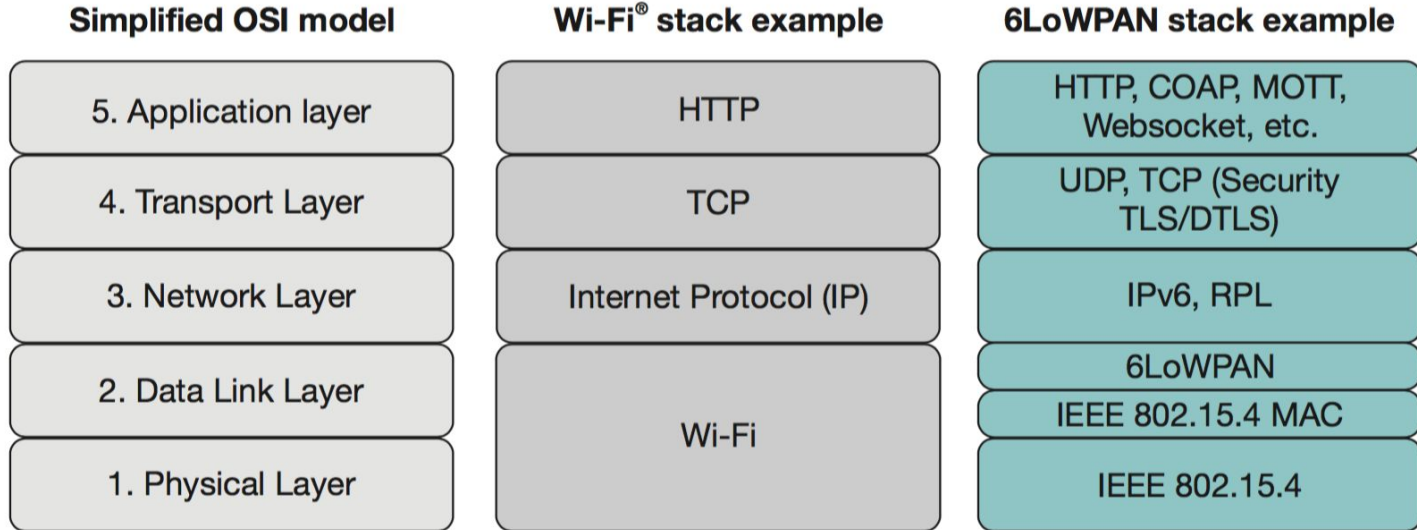 Simplified OSI model
Wi-Fi® stack example
6LoWPAN stack example
5. Application layer
HTTP
HTTP, COAP, MOTT,
Websocket, etc.
4. Transport Layer
TCP
UDP, TCP (Security
TLS/DTLS)
3. Network Layer
Internet Protocol (IP)
IPv6, RPL
2. Data Link Layer
Wi-Fi
6LoWPAN
IEEE 802.15.4 MAC
1. Physical Layer
IEEE 802.15.4